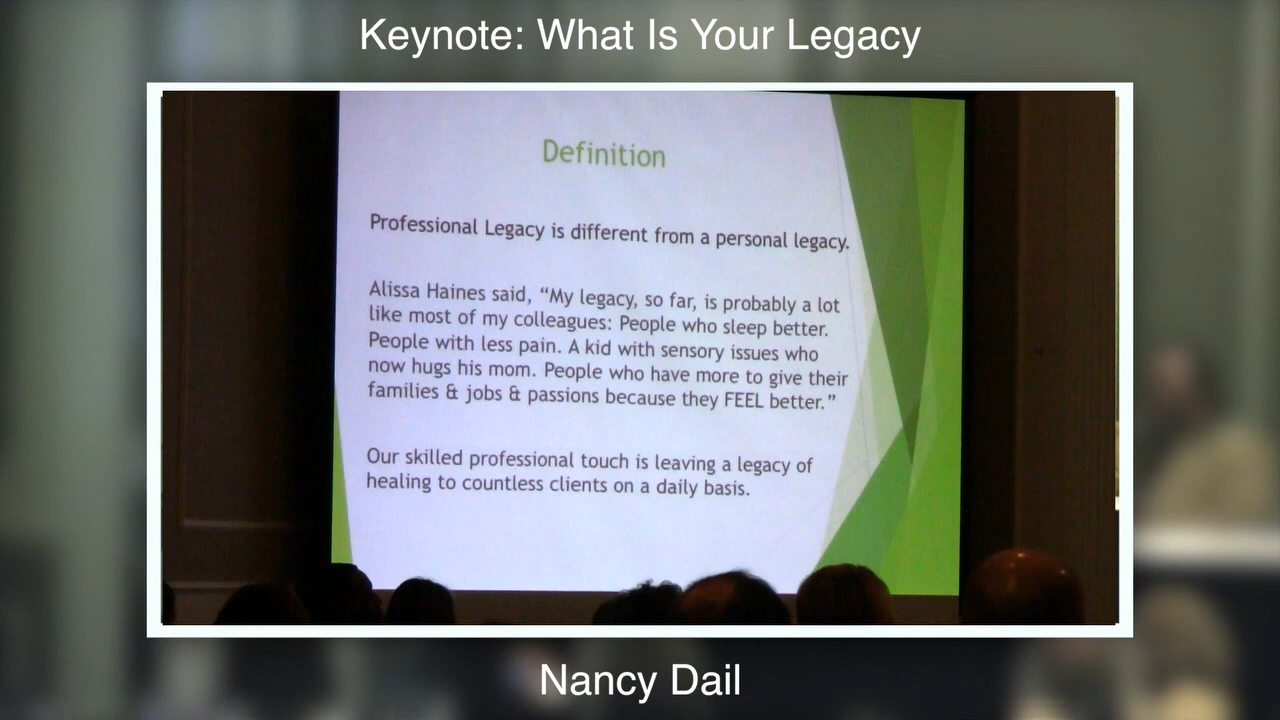 Keynote: What Is Your Legacy
Definition
Professional Legacy is different from a personal legacy.
Alissa Haines said, “My legacy, so far, is probably a lot
like most of my colleagues: People who sleep better.
People with less pain. A kid with sensory issues who
now hugs his mom. People who have more to give their
families & jobs & passions because they FEEL better.”
Our skilled professional touch is leaving a legacy of
healing to countless clients on a daily basis.
Nancy Dail